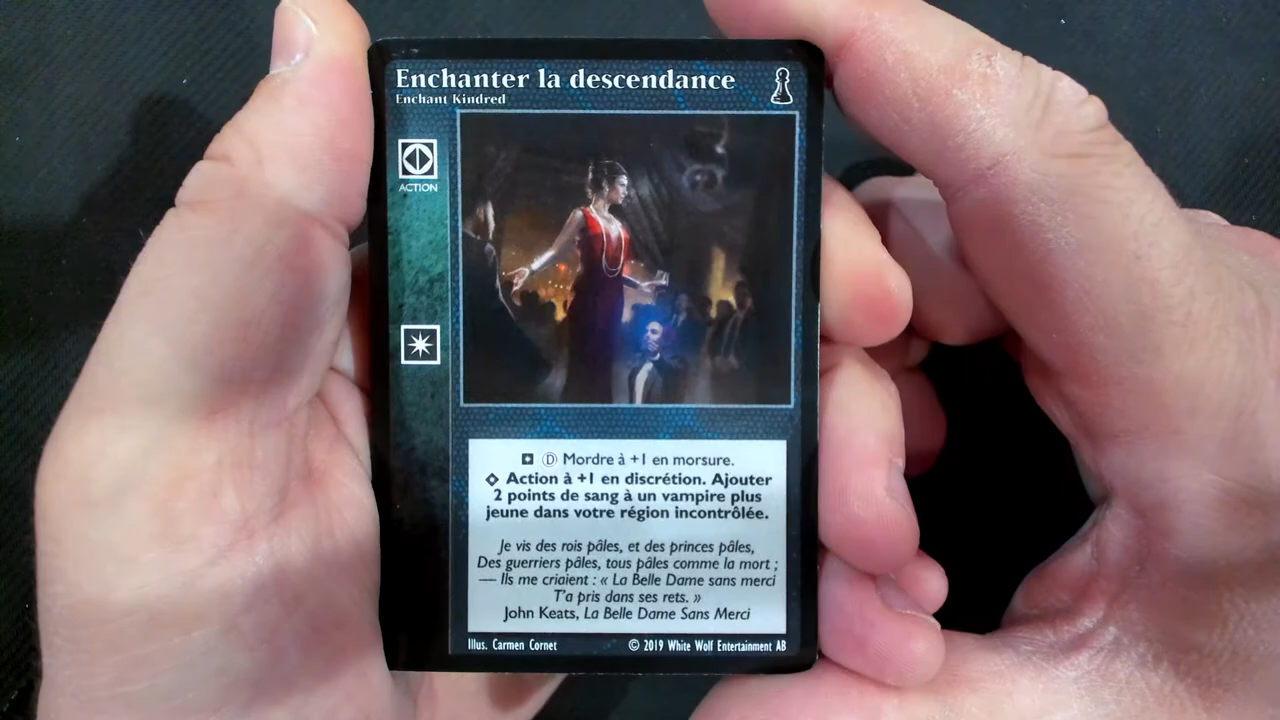 Enchanter la descendance
Enchant Kindred
ACTION
D Mordre à +1 en morsure.
Action à +1 en discrétion. Ajouter
2 points de sang à un vampire plus
jeune dans votre région incontrôlée.
Je vis des rois pâles, et des princes pâles,
Des guerriers pâles, tous pâles comme la mort ;
— Ils me criaient : « La Belle Dame sans merci
T'a pris dans ses rets. »
John Keats, La Belle Dame Sans Merci
Illus. Carmen Cornet
© 2019 White Wolf Entertainment AB